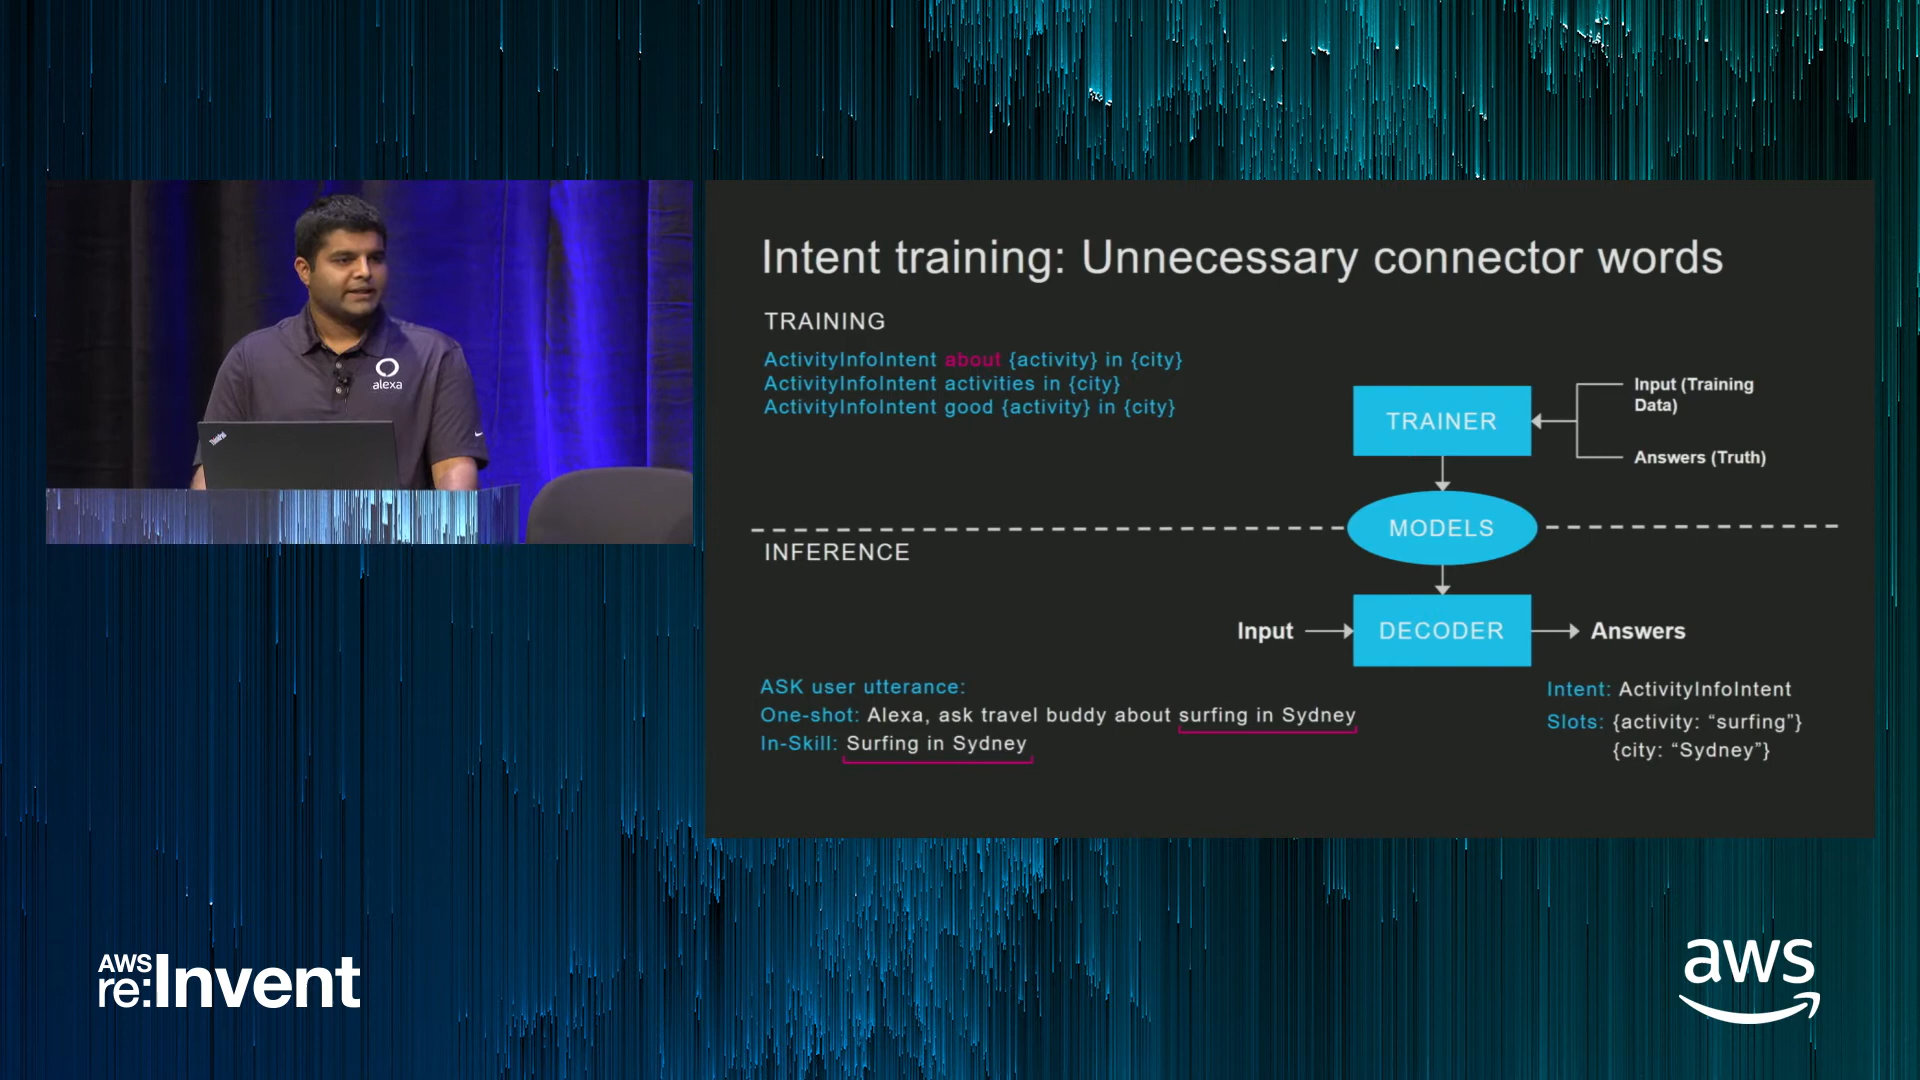 Intent training: Unnecessary connector words
TRAINING
ActivityInfoIntent about {activity} in {city}
ActivityInfoIntent activities in {city}
ActivityInfoIntent good {activity} in {city}
TRAINER
Input (Training
Data)
Answers (Truth)
MODELS
INFERENCE
Input
DECODER
Answers
ASK user utterance:
One-shot: Alexa, ask travel buddy about surfing in Sydney
In-Skill: Surfing in Sydney
Intent: ActivityInfoIntent
Slots: {activity: “surfing”}
{city: “Sydney”}
alexa
ThinkPad
AWS
re:Invent
aws